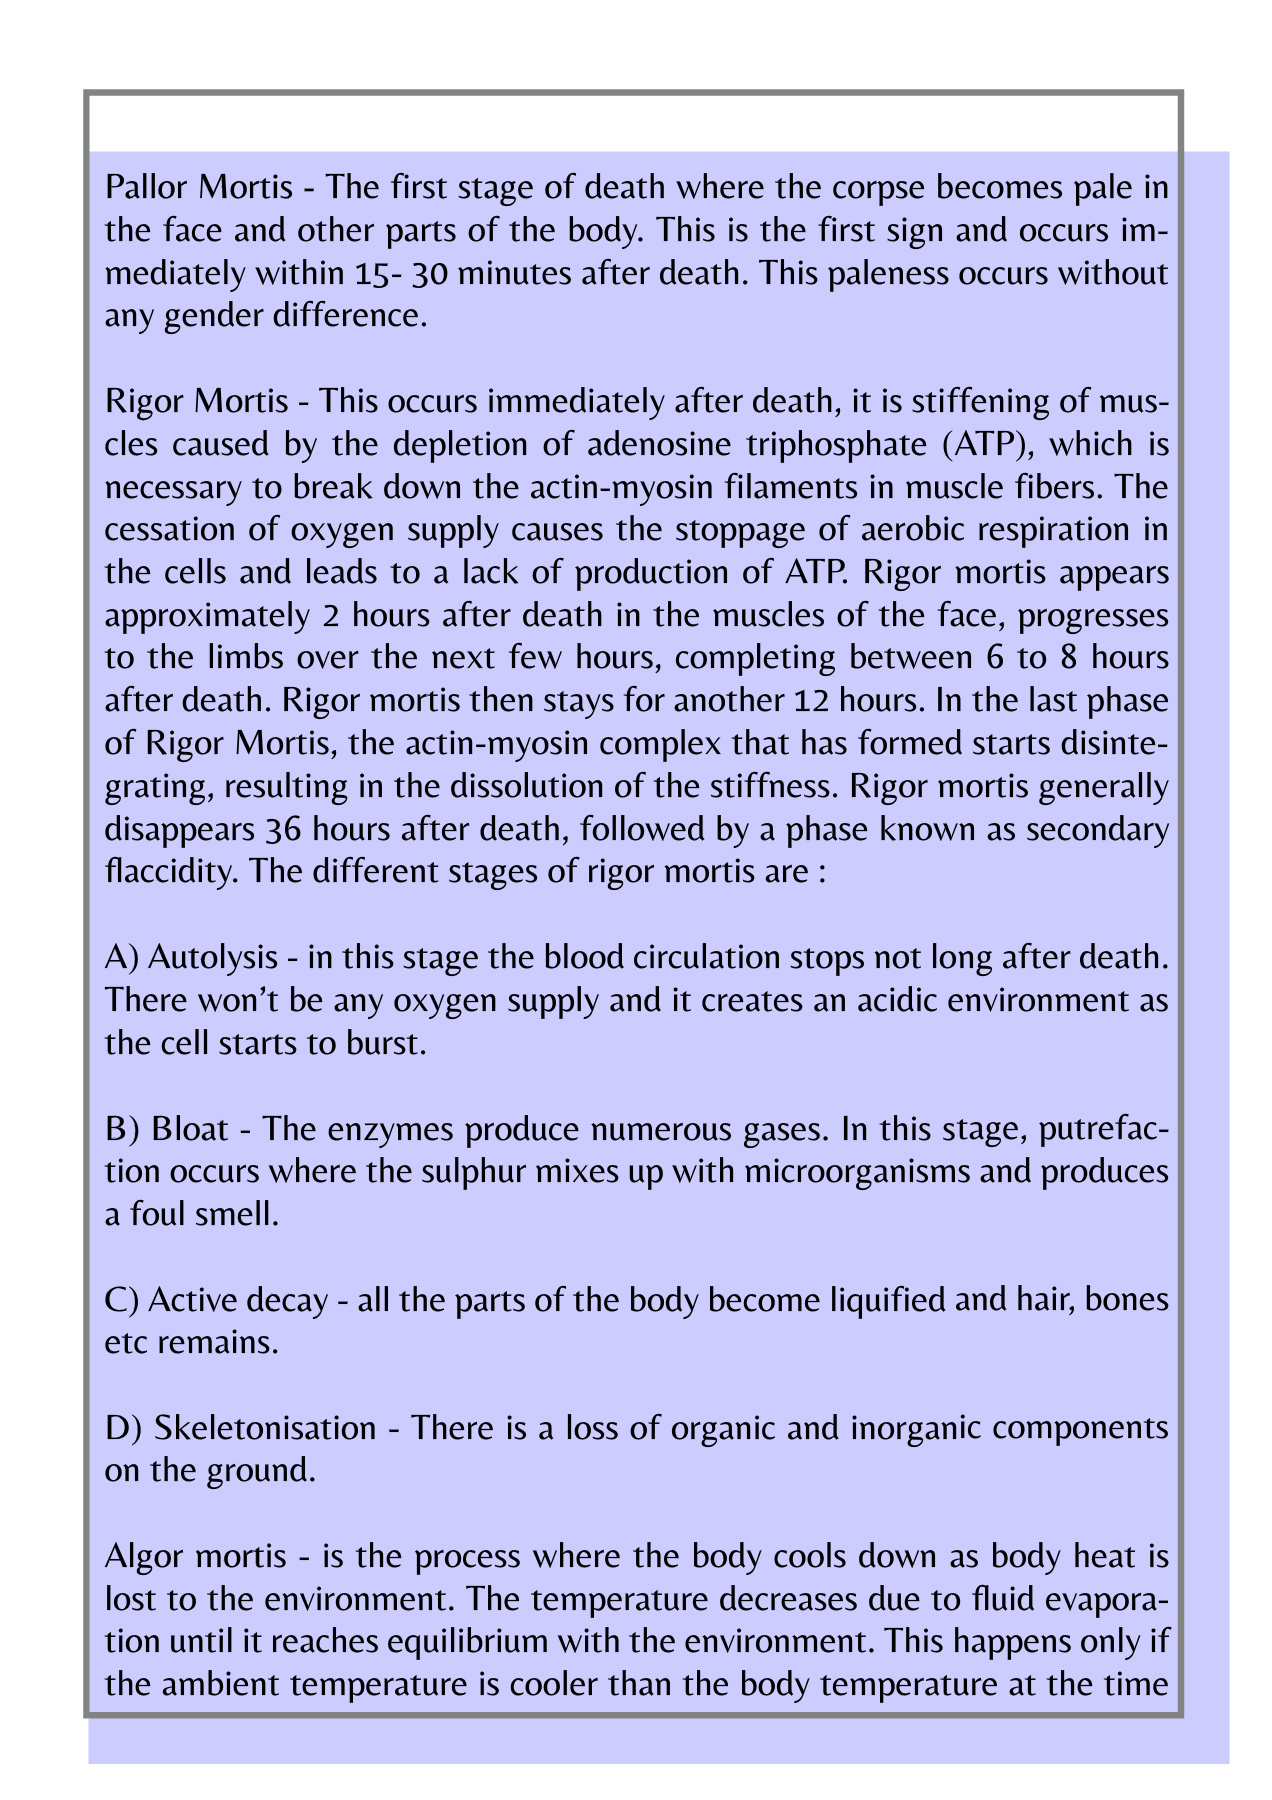 Pallor Mortis - The first stage of death where the corpse becomes pale in
the face and other parts of the body. This is the first sign and occurs im-
mediately within 15- 30 minutes after death. This paleness occurs without
any gender difference.
Rigor Mortis - This occurs immediately after death, it is stiffening of mus-
cles caused by the depletion of adenosine triphosphate (ATP), which is
necessary to break down the actin-myosin filaments in muscle fibers. The
cessation of oxygen supply causes the stoppage of aerobic respiration in
the cells and leads to a lack of production of ATP. Rigor mortis appears
approximately 2 hours after death in the muscles of the face, progresses
to the limbs over the next few hours, completing between 6 to 8 hours
after death. Rigor mortis then stays for another 12 hours. In the last phase
of Rigor Mortis, the actin-myosin complex that has formed starts disinte-
grating, resulting in the dissolution of the stiffness. Rigor mortis generally
disappears 36 hours after death, followed by a phase known as secondary
flaccidity. The different stages of rigor mortis are :
A) Autolysis - in this stage the blood circulation stops not long after death.
There won’t be any oxygen supply and it creates an acidic environment as
the cell starts to burst.
B) Bloat - The enzymes produce numerous gases. In this stage, putrefac-
tion occurs where the sulphur mixes up with microorganisms and produces
a foul smell.
C) Active decay - all the parts of the body become liquified and hair, bones
etc remains.
D) Skeletonisation - There is a loss of organic and inorganic components
on the ground.
Algor mortis - is the process where the body cools down as body heat is
lost to the environment. The temperature decreases due to fluid evapora-
tion until it reaches equilibrium with the environment. This happens only if
the ambient temperature is cooler than the body temperature at the time